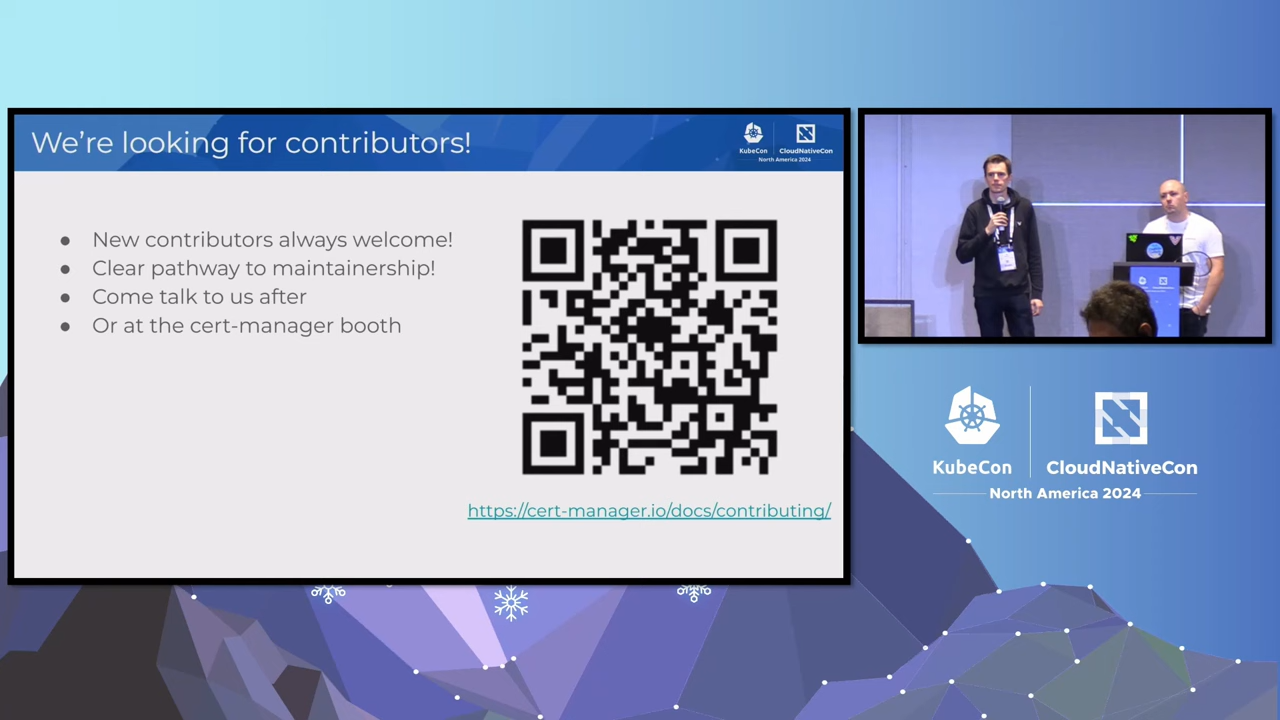 We're looking for contributors!
KubeCon
CloudNativeCon
North America 2024
● New contributors always welcome!
● Clear pathway to maintainership!
● Come talk to us after
● Or at the cert-manager booth
https://cert-manager.io/docs/contributing/
KubeCon
CloudNativeCon
North America 2024